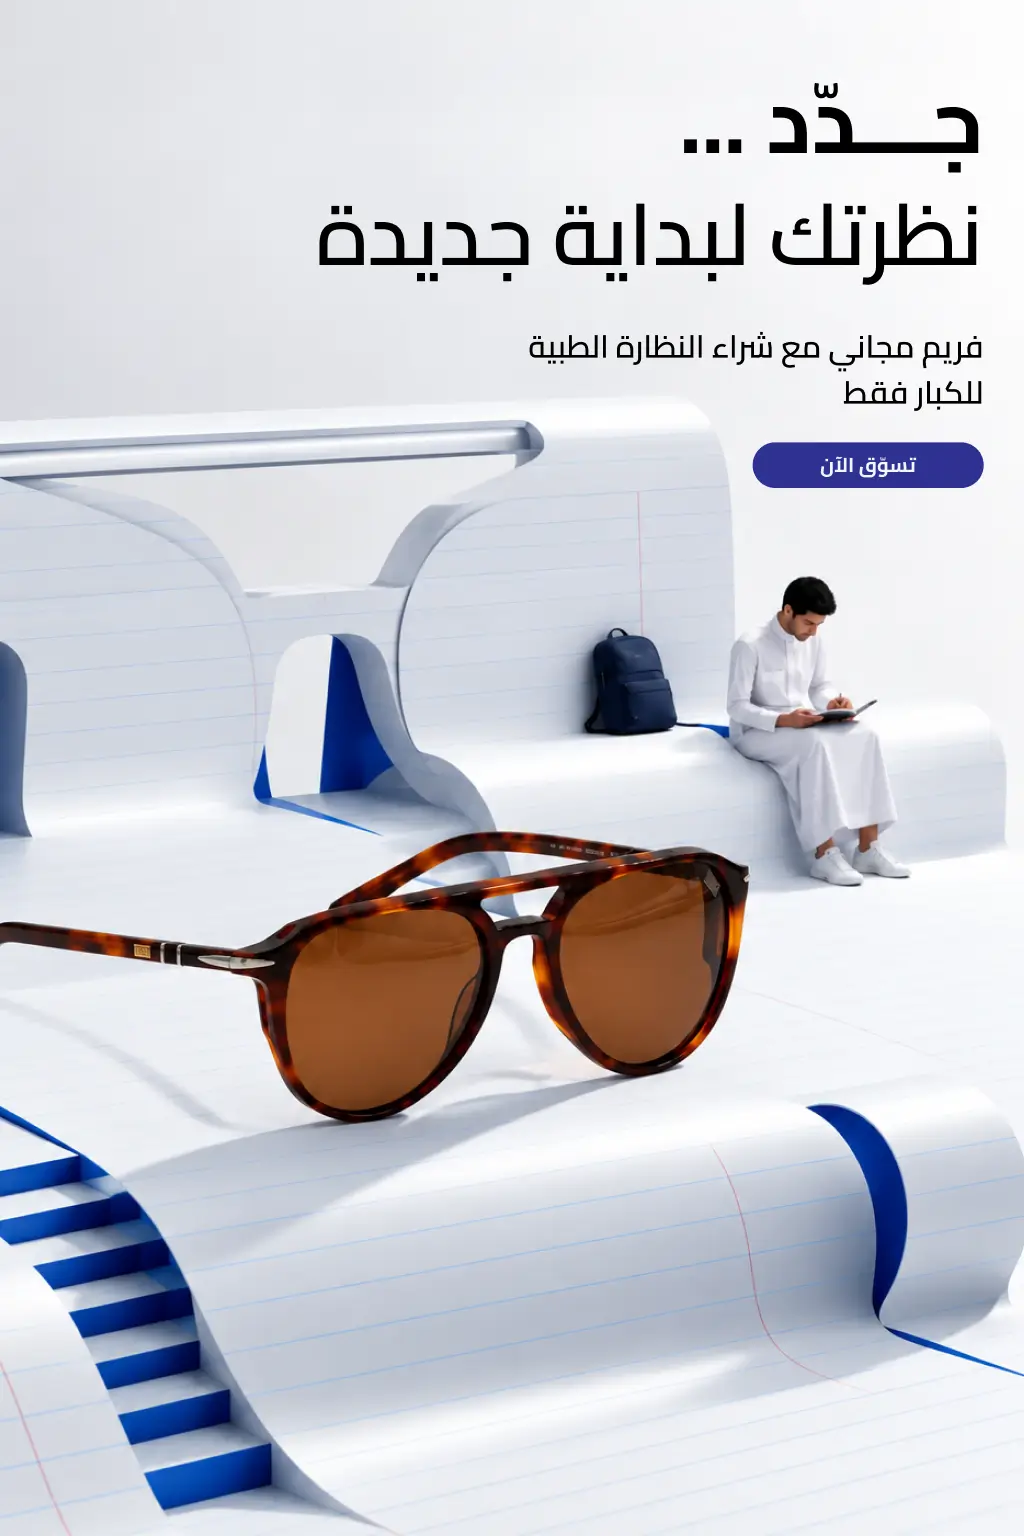 جـــدّد ...
نظرتك لبداية جديدة
فريم مجاني مع شراء النظارة الطبية
للكبار فقط
تسوّق الآن